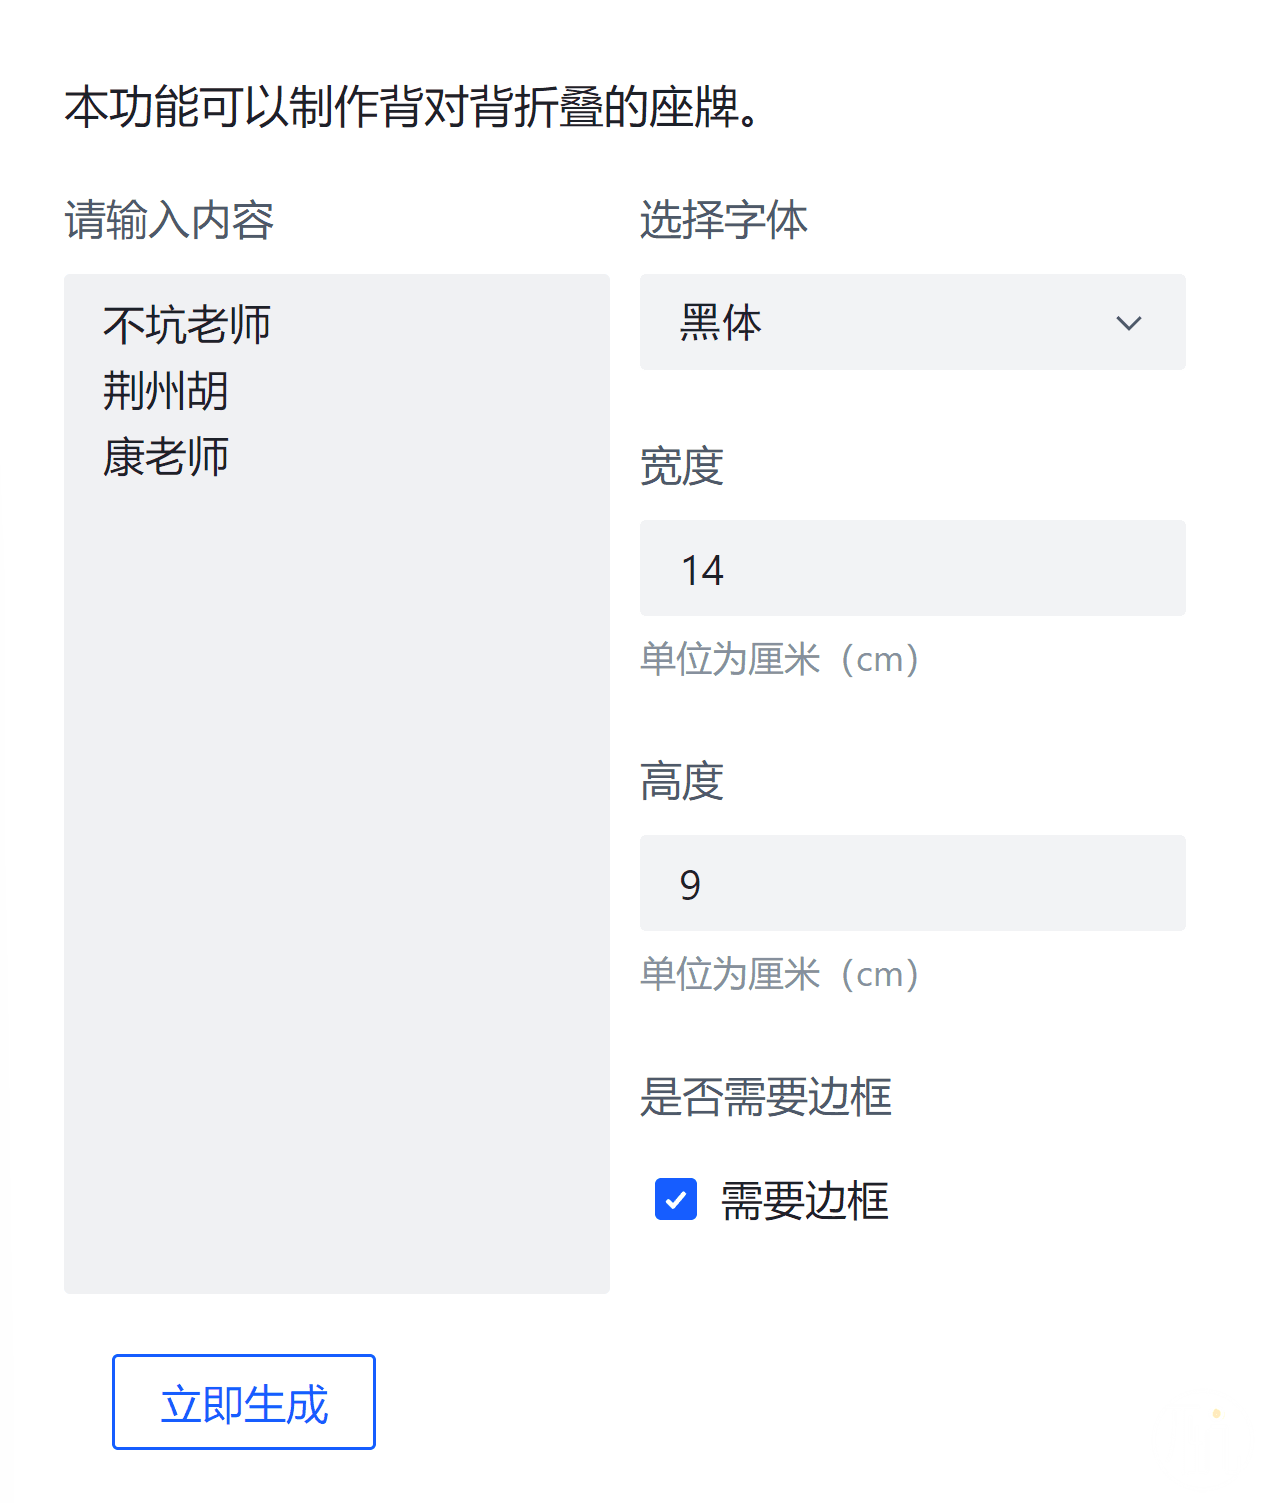 本功能可以制作背对背折叠的座牌。
请输入内容
不坑老师
荆州胡
康老师
选择字体
黑体
宽度
14
单位为厘米（cm）
高度
9
单位为厘米（cm）
是否需要边框
需要边框
立即生成